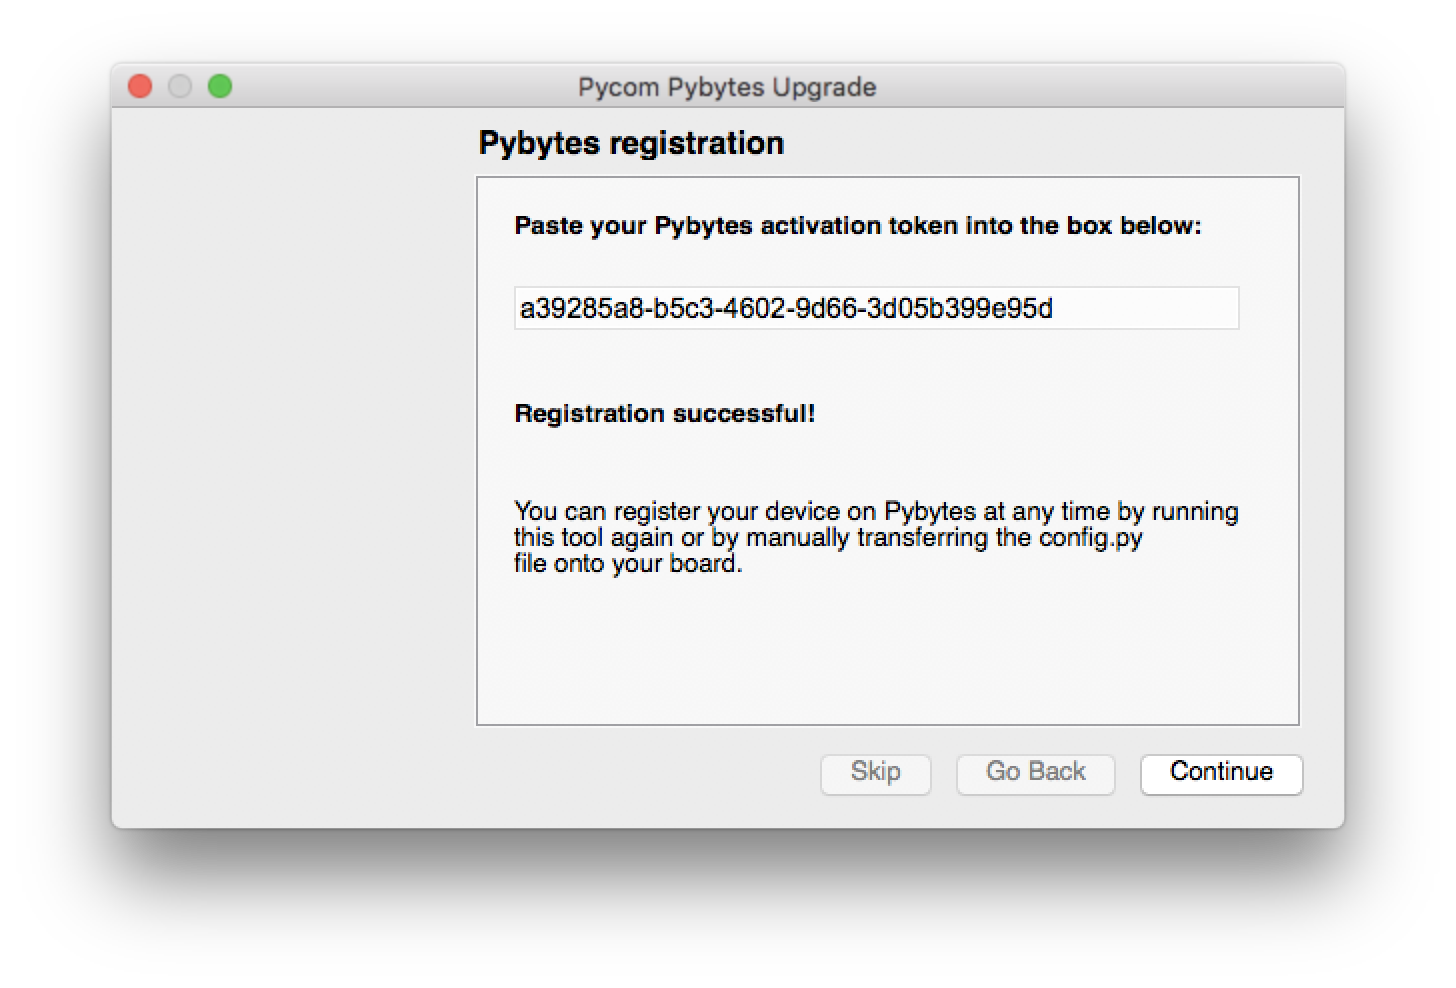 Pycom Pybytes Upgrade
Pybytes registration
Paste your Pybytes activation token into the box below:
a39285a8-b5c3-4602-9d66-3d05b399e95d
Registration successful!
You can register your device on Pybytes at any time by running
this tool again or by manually transferring the config.py
file onto your board.
Skip
Go Back
Continue